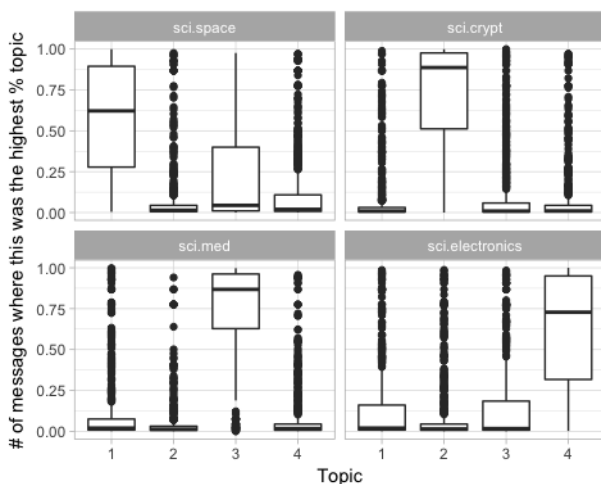 sci.space
sci.crypt
# of messages where this was the highest % topic
1.00
0.75
0.50
0.25
0.00
sci.med
sci.electronics
1.00
0.75
0.50
0.25
0.00
1 2 3 4
1 2 3 4
Topic